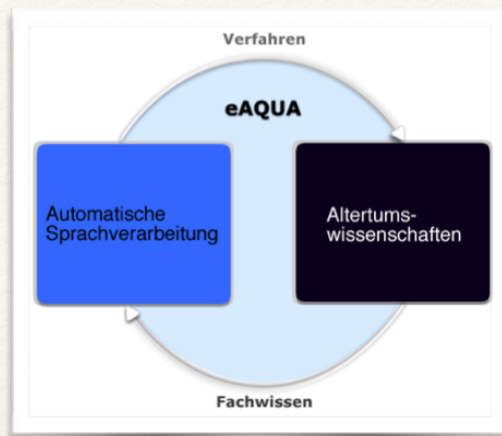 Verfahren
eAQUA
Automatische
Sprachverarbeitung
Altertums-
wissenschaften
Fachwissen